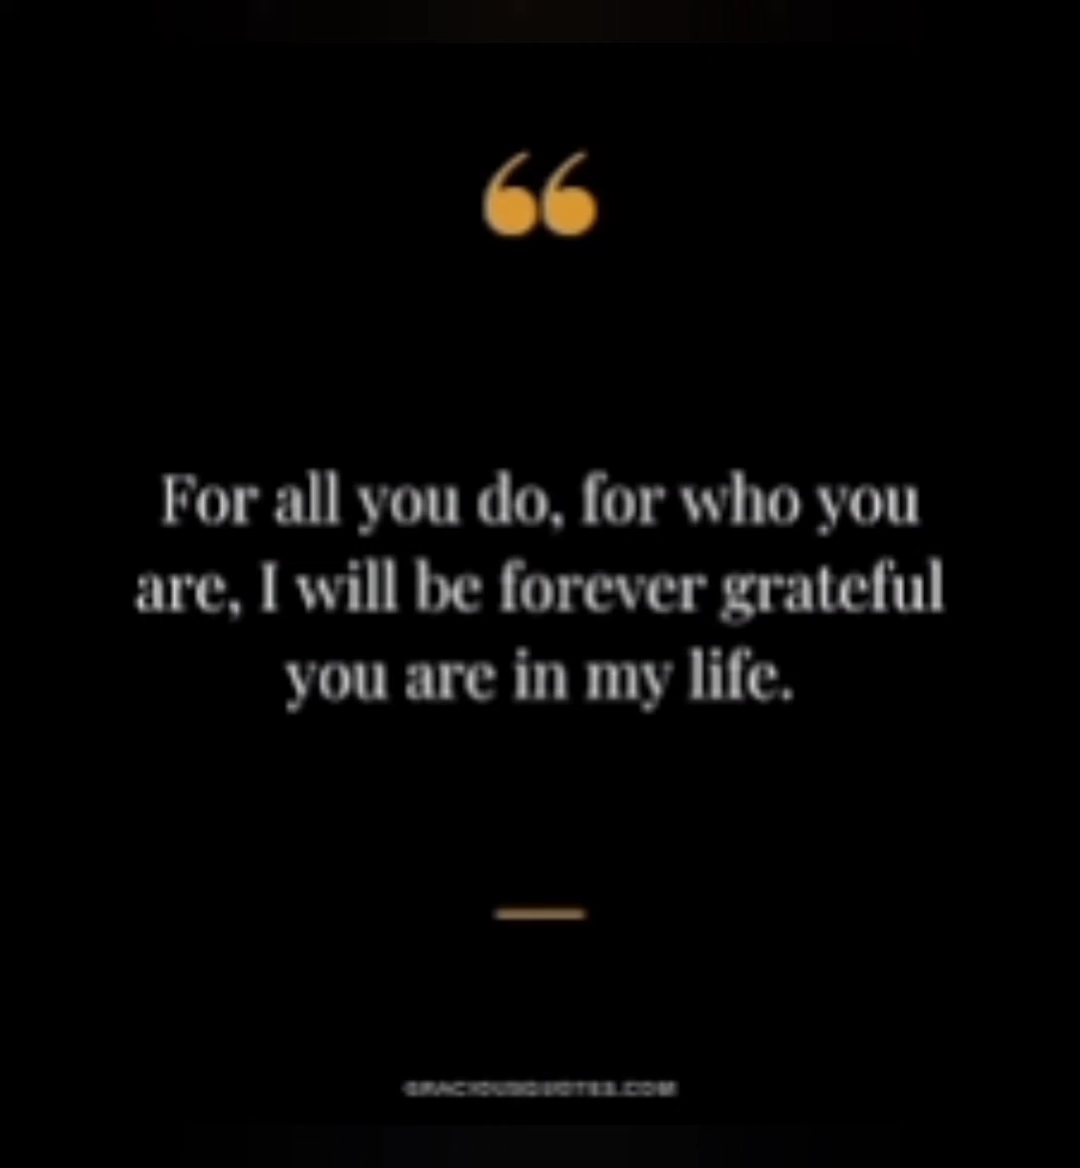 ❝
For all you do, for who you
are, I will be forever grateful
you are in my life.
GRACIOUSQUOTES.COM